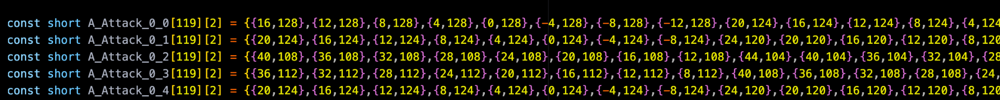 const short A_Attack_0_0[119][2] = {{16,128},{12,128},{8,128},{4,128},{0,128},{-4,128},{-8,128},{-12,128},{20,124},{16,124},{12,124},{8,124},{4,124
const short A_Attack_0_1[119][2] = {{20,124},{16,124},{12,124},{8,124},{4,124},{0,124},{-4,124},{-8,124},{24,120},{20,120},{16,120},{12,120},{8,120
const short A_Attack_0_2[119][2] = {{40,108},{36,108},{32,108},{28,108},{24,108},{20,108},{16,108},{12,108},{44,104},{40,104},{36,104},{32,104},{28
const short A_Attack_0_3[119][2] = {{36,112},{32,112},{28,112},{24,112},{20,112},{16,112},{12,112},{8,112},{40,108},{36,108},{32,108},{28,108},{24,
const short A_Attack_0_4[119][2] = {{20,124},{16,124},{12,124},{8,124},{4,124},{0,124},{-4,124},{-8,124},{24,120},{20,120},{16,120},{12,120},{8,120